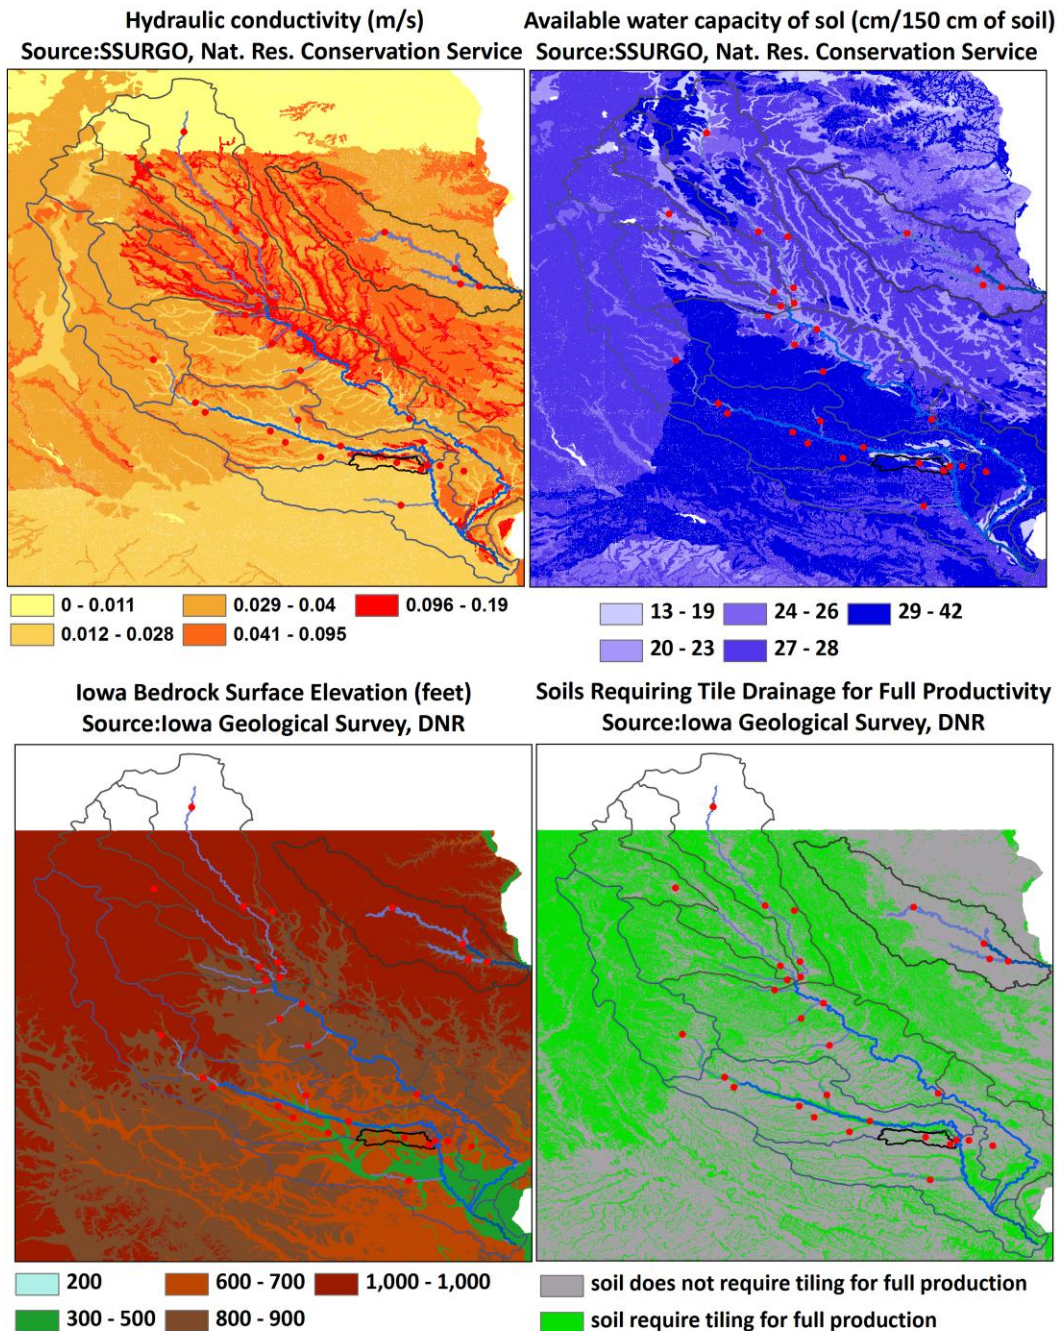 Hydraulic conductivity (m/s)
Source:SSURGO, Nat. Res. Conservation Service
Available water capacity of sol (cm/150 cm of soil)
Source:SSURGO, Nat. Res. Conservation Service
0 - 0.011
0.029 - 0.04
0.096 - 0.19
0.012 - 0.028
0.041 - 0.095
13 - 19
24 - 26
29 - 42
20 - 23
27 - 28
Iowa Bedrock Surface Elevation (feet)
Source:Iowa Geological Survey, DNR
Soils Requiring Tile Drainage for Full Productivity
Source:Iowa Geological Survey, DNR
200
600 - 700
1,000 - 1,000
300 - 500
800 - 900
soil does not require tiling for full production
soil require tiling for full production